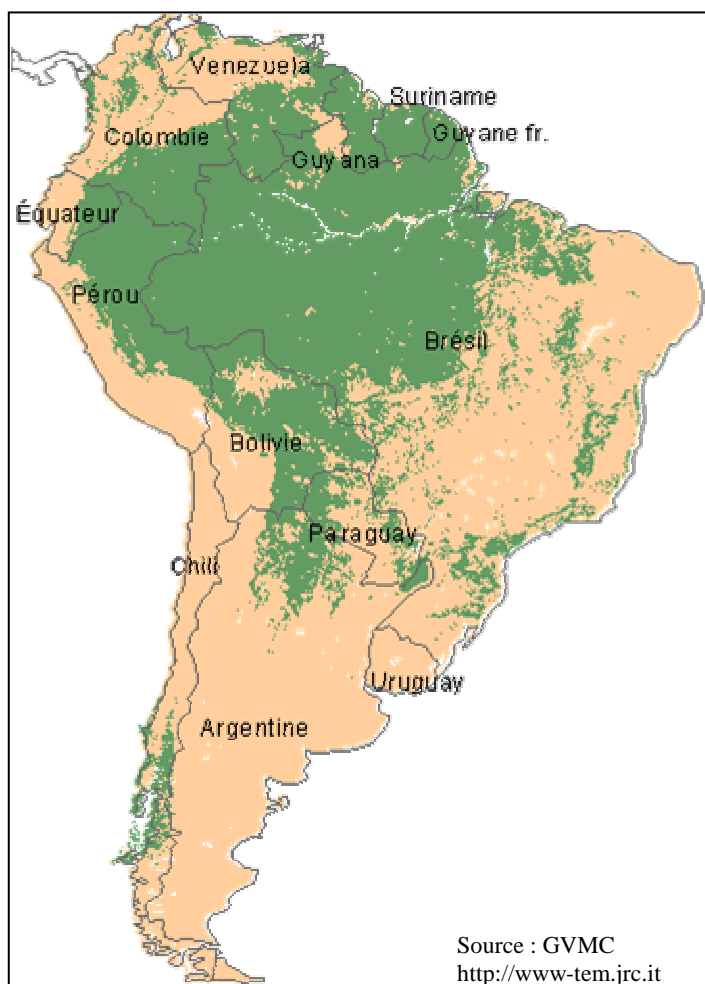 Venezuela
Suriname
Colombie
Guyane fr.
Guyana
Équateur
Pérou
Brésil
Bolivie
Paraguay
Chili
Uruguay
Argentine
Source : GVMC
http://www-tem.jrc.it